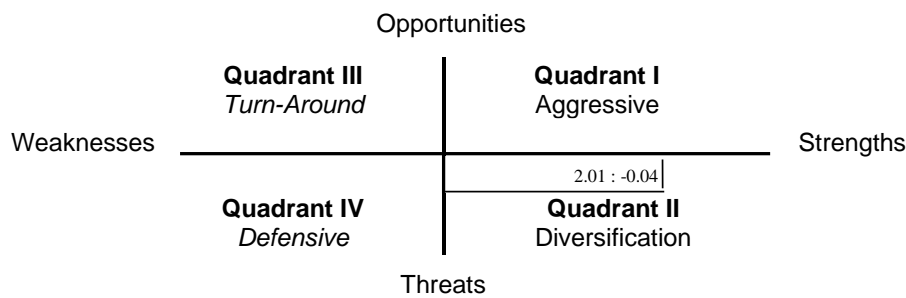 Opportunities
Quadrant III
Turn-Around
Quadrant I
Aggressive
Weaknesses
Strengths
2.01 : -0.04
Quadrant IV
Defensive
Quadrant II
Diversification
Threats